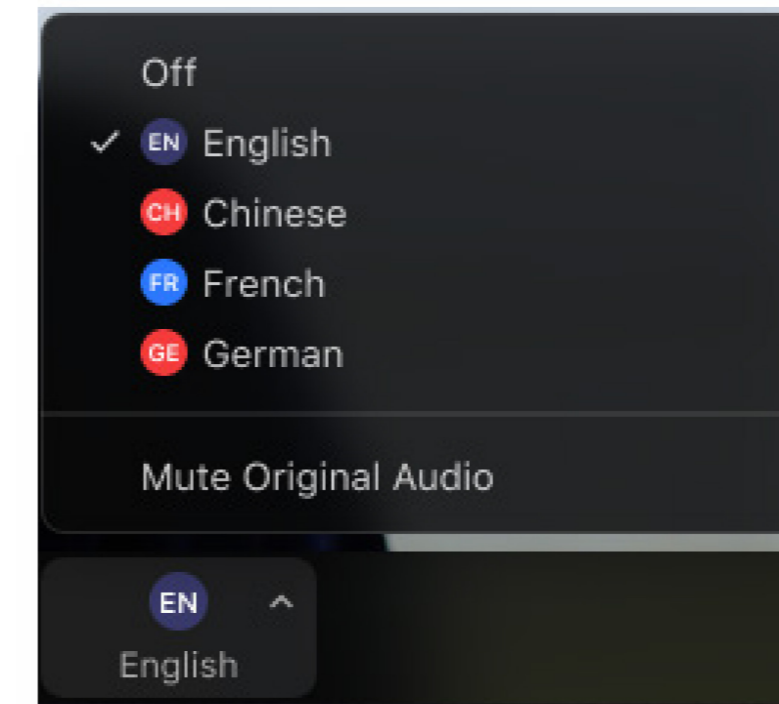 Off
EN English
CH Chinese
FR French
GE German
Mute Original Audio
EN
English